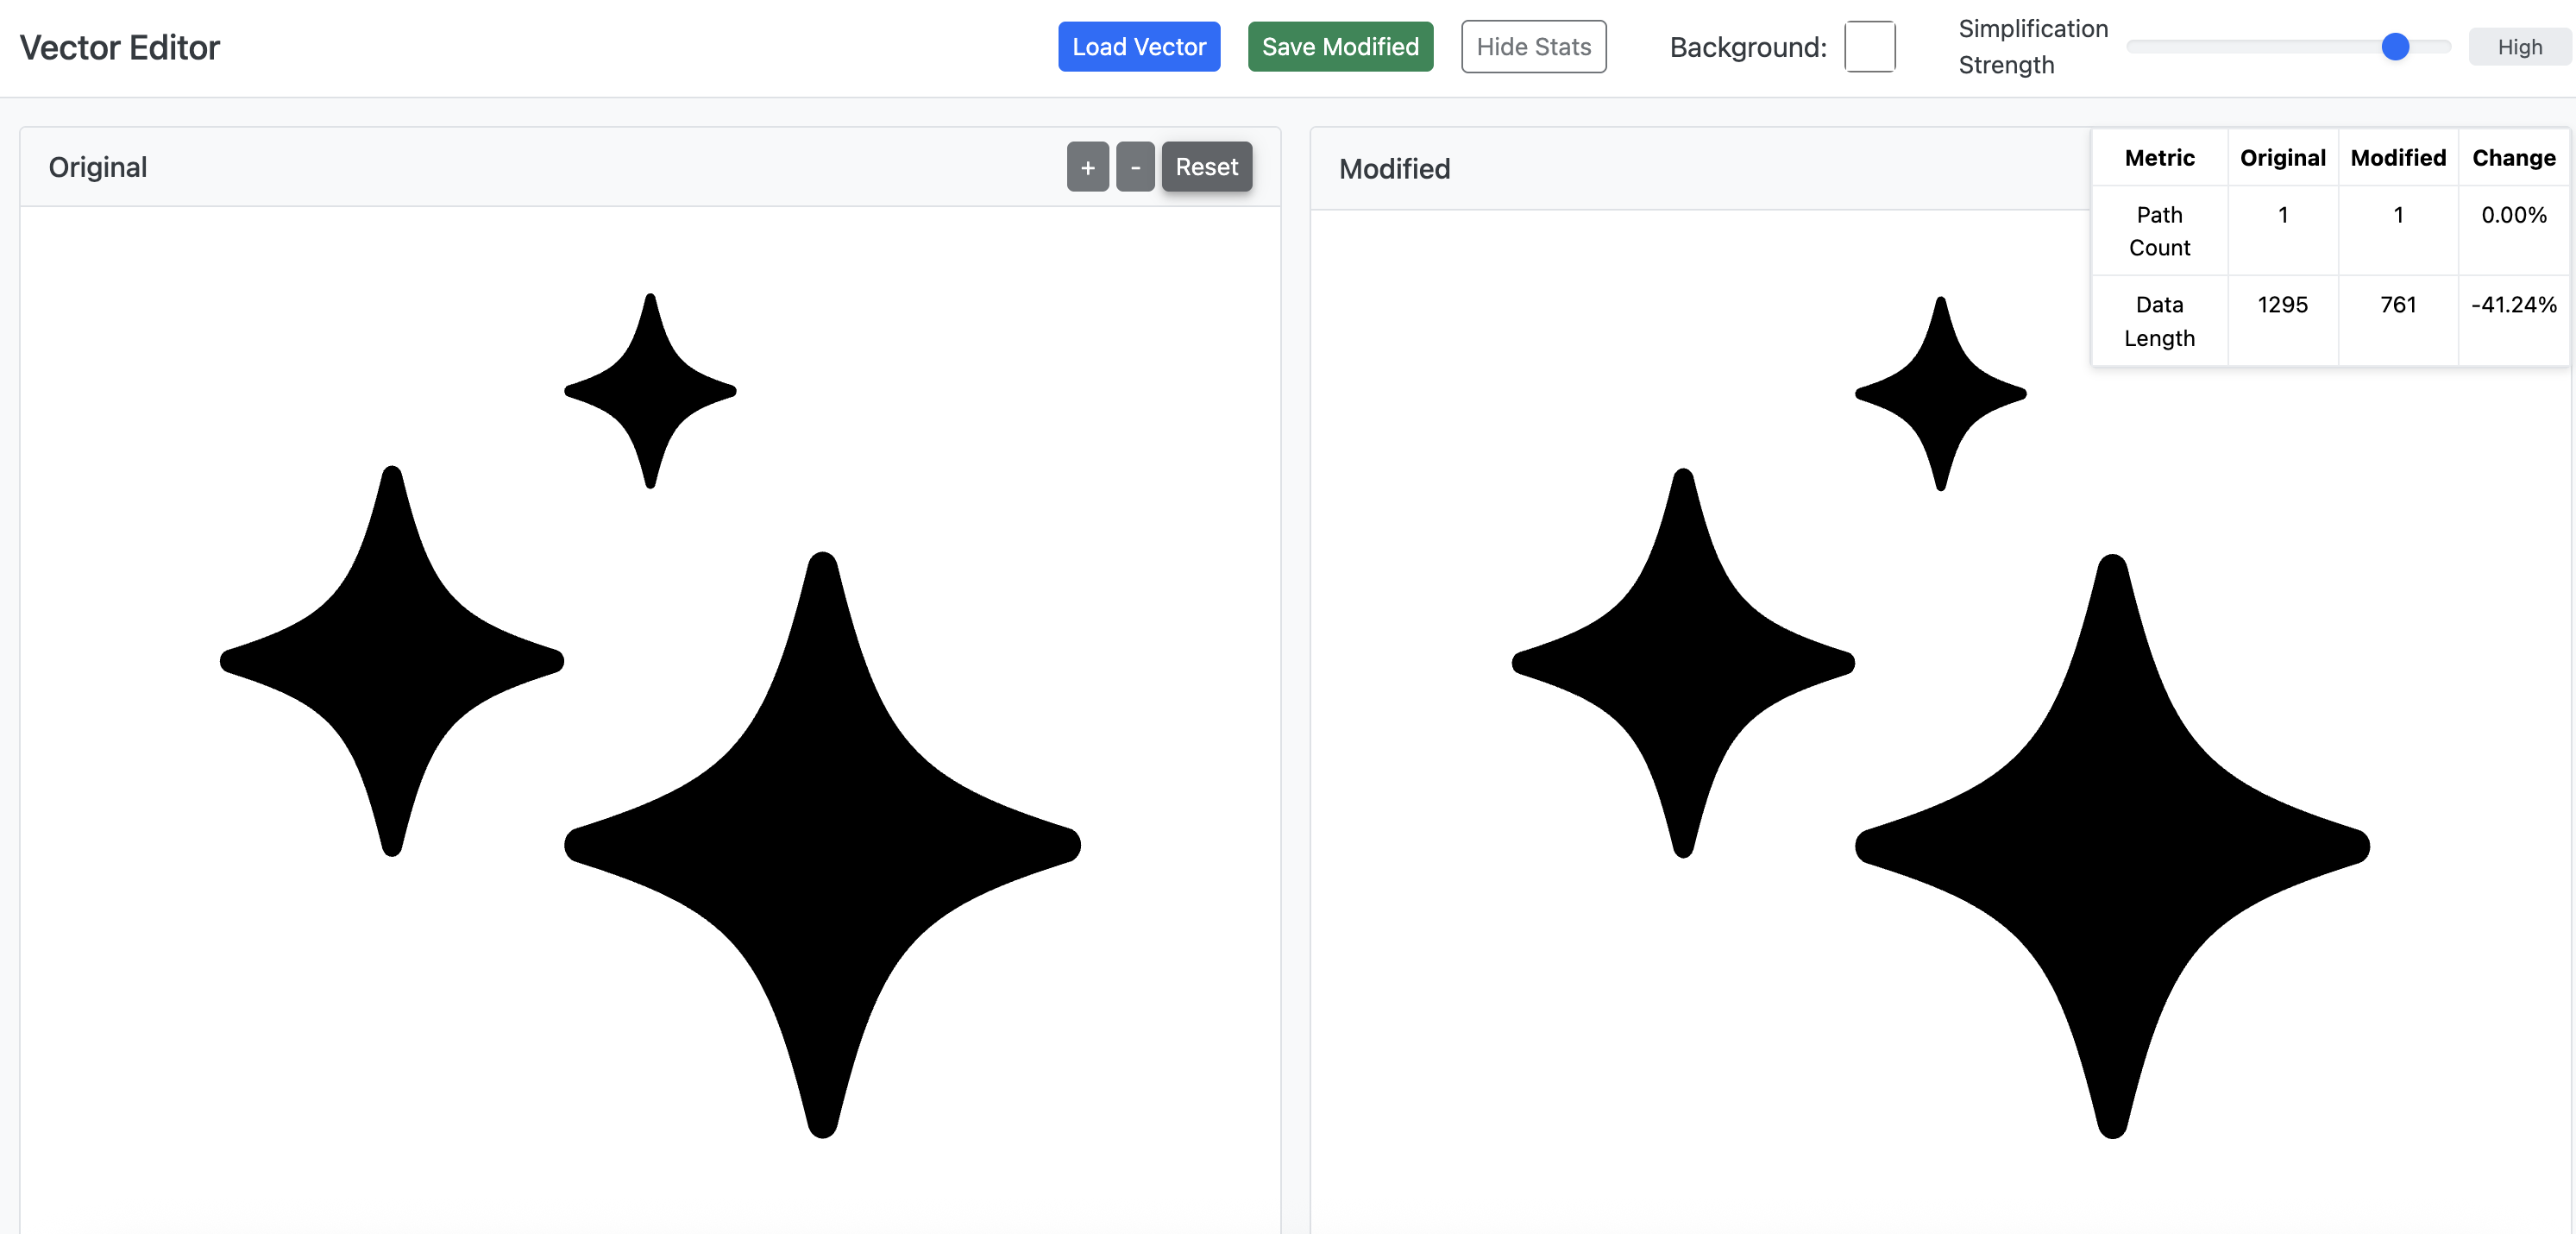 Vector Editor
Load Vector
Save Modified
Hide Stats
Background:
Simplification
Strength
High
Original
+
-
Reset
Modified
Metric Original Modified Change
Path
Count
1 1 0.00%
Data
Length
1295 761 -41.24%